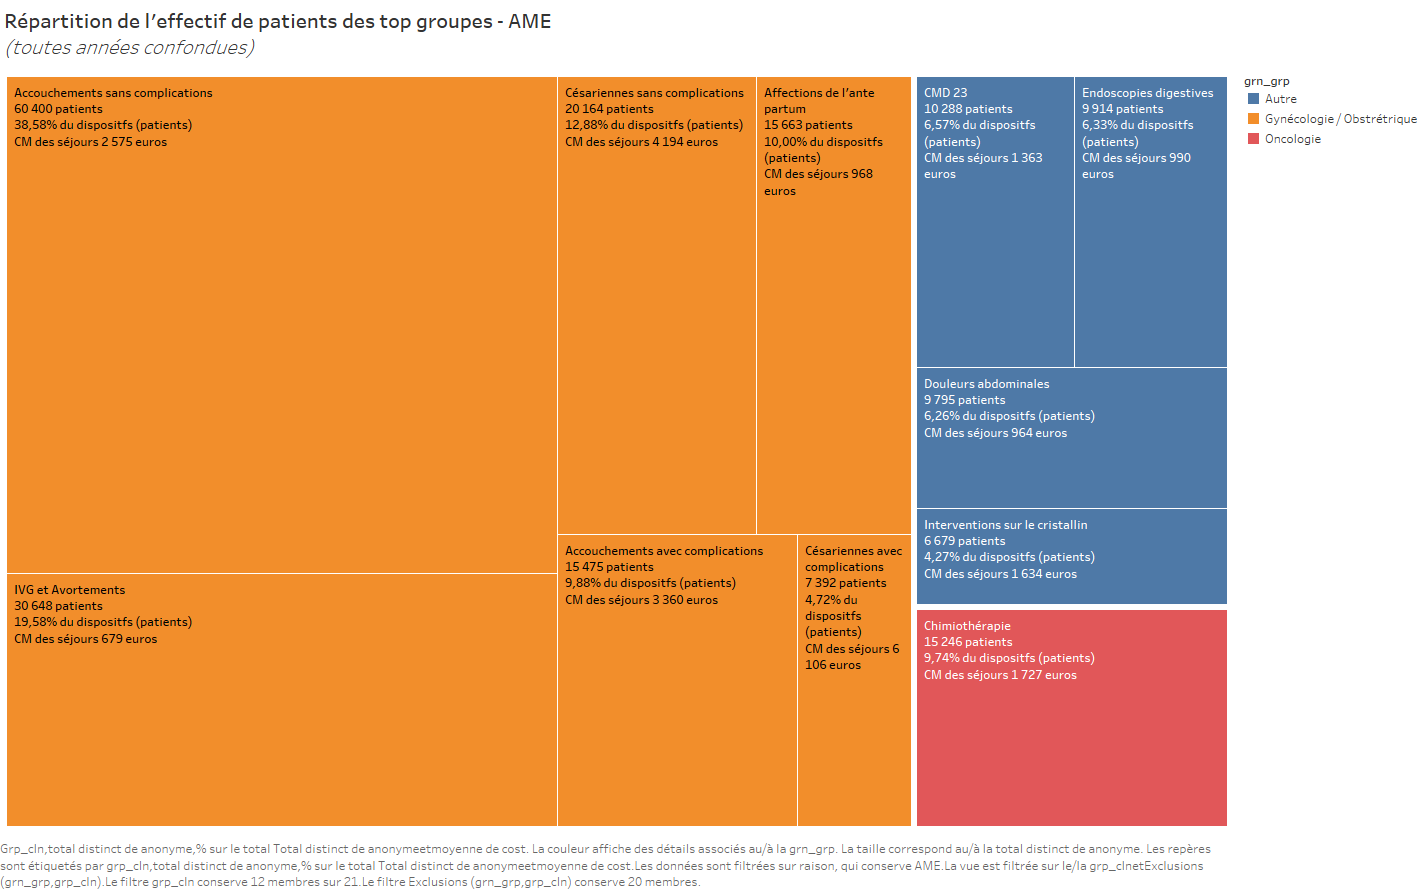 Répartition de l'effectif de patients des top groupes - AME
(toutes années confondues)
Accouchements sans complications
60 400 patients
38,58% du dispositfs (patients)
CM des séjours 2 575 euros
IVG et Avortements
30 648 patients
19,58% du dispositfs (patients)
CM des séjours 679 euros
Césariennes sans complications
20 164 patients
12,88% du dispositfs (patients)
CM des séjours 4 194 euros
Affections de l'ante
partum
15 663 patients
10,00% du dispositfs
(patients)
CM des séjours 968
euros
Accouchements avec complications
15 475 patients
9,88% du dispositfs (patients)
CM des séjours 3 360 euros
Césariennes avec
complications
7 392 patients
4,72% du
dispositfs
(patients)
CM des séjours 6
106 euros
CMD 23
10 288 patients
6,57% du dispositfs
(patients)
CM des séjours 1 363
euros
Endoscopies digestives
9 914 patients
6,33% du dispositfs
(patients)
CM des séjours 990
euros
Douleurs abdominales
9 795 patients
6,26% du dispositfs (patients)
CM des séjours 964 euros
Interventions sur le cristallin
6 679 patients
4,27% du dispositfs (patients)
CM des séjours 1 634 euros
Chimiothérapie
15 246 patients
9,74% du dispositfs (patients)
CM des séjours 1 727 euros
grn_grp
Autre
Gynécologie / Obstrétrique
Oncologie
Grp_cln,total distinct de anonyme,% sur le total Total distinct de anonymeetmoyenne de cost. La couleur affiche des détails associés au/à la grn_grp. La taille correspond au/à la total distinct de anonyme. Les repères
sont étiquetés par grp_cln,total distinct de anonyme,% sur le total Total distinct de anonymeetmoyenne de cost.Les données sont filtrées sur raison, qui conserve AME.La vue est filtrée sur le/la grp_clnetExclusions
(grn_grp,grp_cln).Le filtre grp_cln conserve 12 membres sur 21.Le filtre Exclusions (grn_grp,grp_cln) conserve 20 membres.